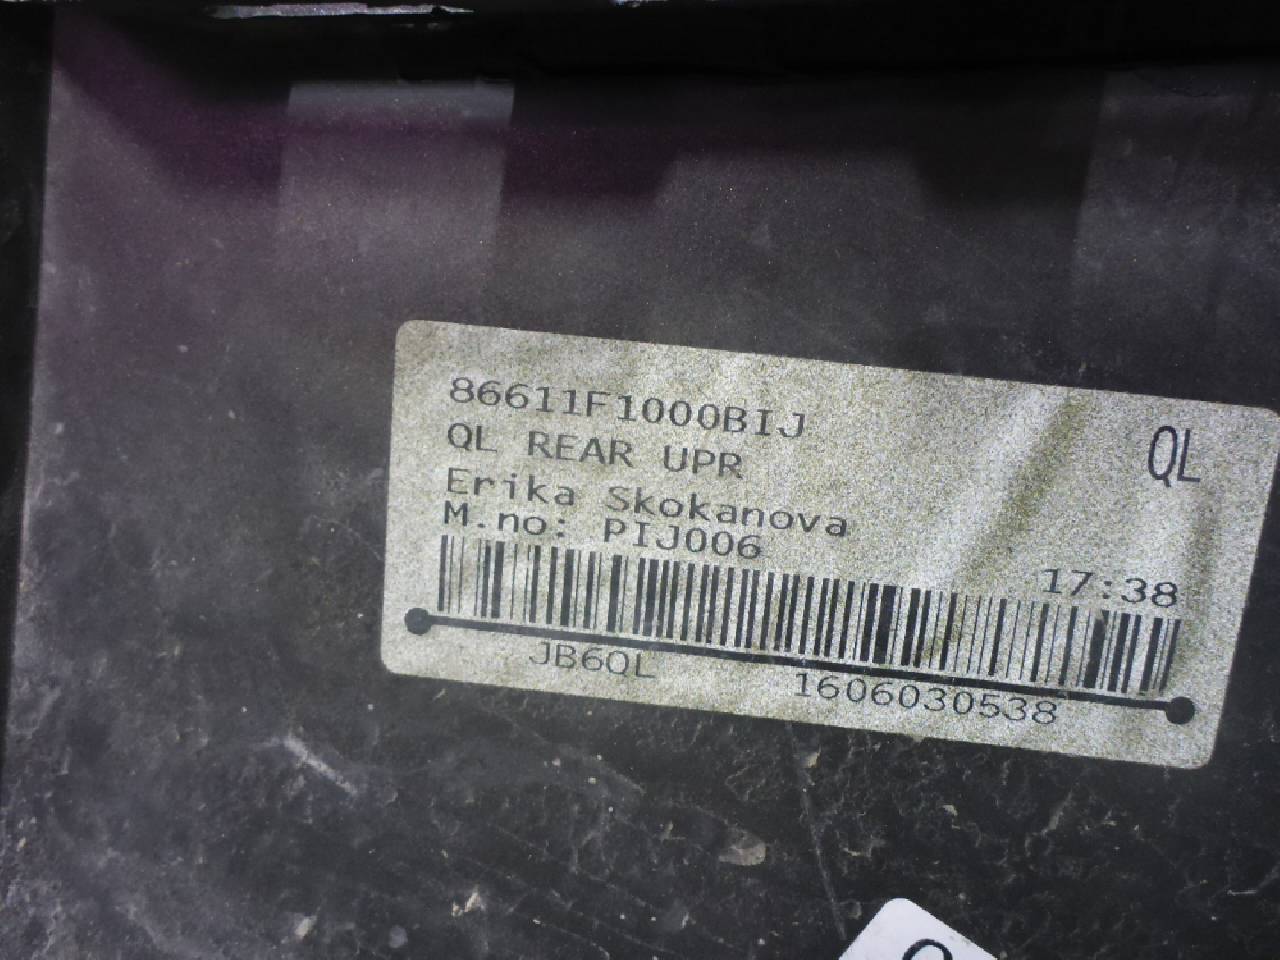 86611F1000BIJ
QL
QL REAR UPR
Erika Skokanova
M.no: PIJ006
17:38
JB6QL 1606030538